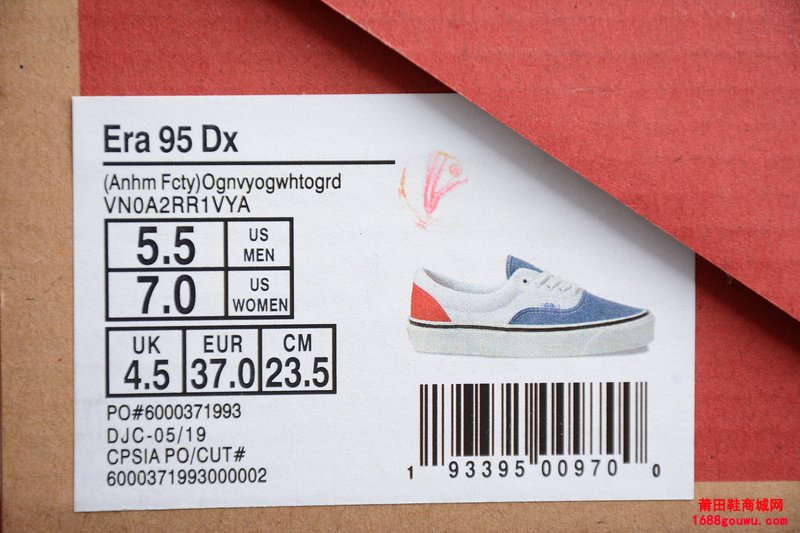 Era 95 Dx
(Anhm Fcty)Ognvyogwhtogrd
VN0A2RR1VYA
5.5 US MEN
7.0 US WOMEN
UK EUR CM
4.5 37.0 23.5
PO#6000371993
DJC-05/19
CPSIA PO/CUT#
6000371993000002
1 93395 00970 0
莆田鞋商城网
1688gouwu.com